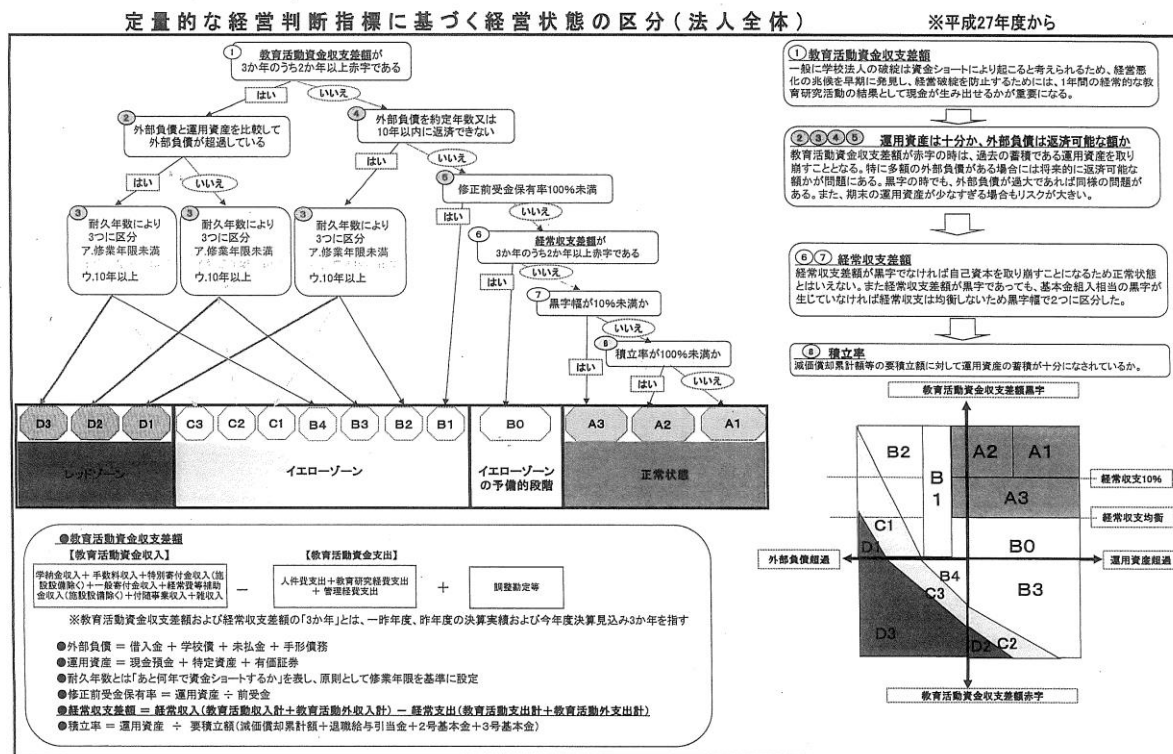 定量的な経営判断指標に基づく経営状態の区分(法人全体)
※平成27年度から
① 教育活動資金収支差額が
3か年のうち2か年以上赤字である
はい
いいえ
② 外部負債と運用資産を比較して
外部負債が超過している
④ 外部負債を約定年数又は
10年以内に返済できない
はい
いいえ
はい
いいえ
⑤ 修正前受金保有率100%未満
はい
いいえ
③ 耐久年数により
3つに区分
ア.修業年限未満
ウ.10年以上
③ 耐久年数により
3つに区分
ア.修業年限未満
ウ.10年以上
③ 耐久年数により
3つに区分
ア.修業年限未満
ウ.10年以上
⑥ 経常収支差額が
3か年のうち2か年以上赤字である
はい
いいえ
⑦ 黒字幅が10%未満か
はい
いいえ
⑧ 積立率が100%未満か
はい
いいえ
D3 D2 D1 C3 C2 C1 B4 B3 B2 B1 B0 A3 A2 A1
レッドゾーン
イエローゾーン
イエローゾーン
の予備的段階
正常状態
●教育活動資金収支差額
【教育活動資金収入】
【教育活動資金支出】
学納金収入+手数料収入+特別寄付金収入(施
設設備除く)+一般寄付金収入+経常費等補助
金収入(施設設備除く)+付随事業収入+雑収入
−
人件費支出+教育研究経費支出
+管理経費支出
+
調整勘定等
※教育活動資金収支差額および経常収支差額の「3か年」とは、一昨年度、昨年度の決算実績および今年度決算見込み3か年を指す
●外部負債 = 借入金 + 学校債 + 未払金 + 手形債務
●運用資産 = 現金預金 + 特定資産 + 有価証券
●耐久年数とは「あと何年で資金ショートするか」を表し、原則として修業年限を基準に設定
●修正前受金保有率 = 運用資産 ÷ 前受金
●経常収支差額 = 経常収入(教育活動収入計+教育活動外収入計) − 経常支出(教育活動支出計+教育活動外支出計)
●積立率 = 運用資産 ÷ 要積立額(減価償却累計額+退職給与引当金+2号基本金+3号基本金)
① 教育活動資金収支差額
一般に学校法人の破綻は資金ショートにより起こると考えられるため、経営悪
化の兆候を早期に発見し、経営破綻を防止するためには、1年間の経常的な教
育研究活動の結果として現金が生み出せるかが重要になる。
②③④⑤ 運用資産は十分か、外部負債は返済可能な額か
教育活動資金収支差額が赤字の時は、過去の蓄積である運用資産を取り
崩すこととなる。特に多額の外部負債がある場合には将来的に返済可能な
額かが問題にある。黒字の時でも、外部負債が過大であれば同様の問題が
ある。また、期末の運用資産が少なすぎる場合もリスクが大きい。
⑥⑦ 経常収支差額
経常収支差額が黒字でなければ自己資本を取り崩すことになるため正常状態
とはいえない。また経常収支差額が黒字であっても、基本金組入相当の黒字が
生じていなければ経常収支は均衡しないため黒字幅で2つに区分した。
⑧ 積立率
減価償却累計額等の要積立額に対して運用資産の蓄積が十分になされているか。
教育活動資金収支差額黒字
B2
B1
A2
A1
経常収支10%
A3
経常収支均衡
C1
D1
B0
外部負債超過
運用資産超過
B4
C3
B3
D3
D2
C2
教育活動資金収支差額赤字